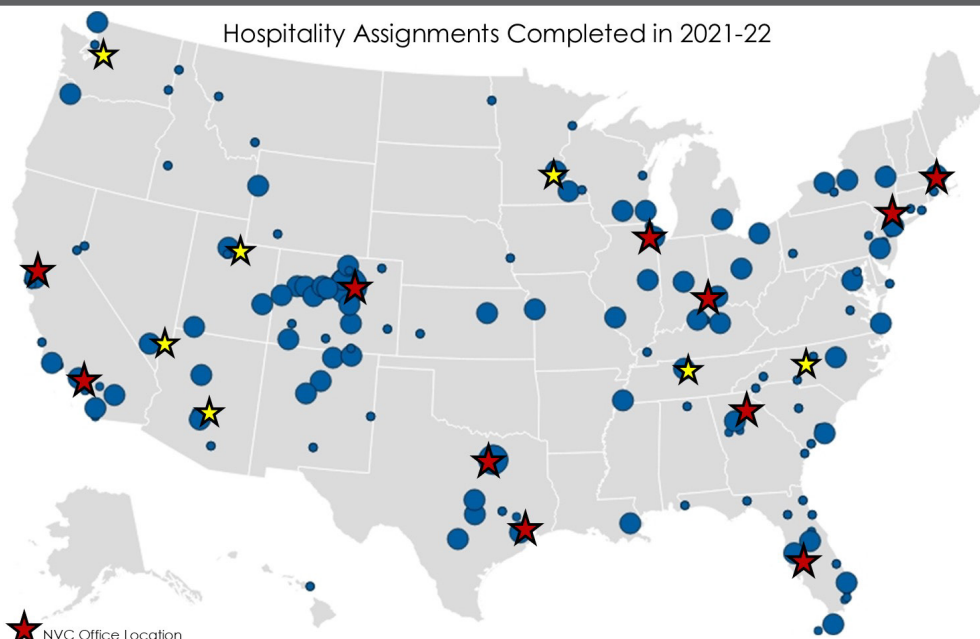 Hospitality Assignments Completed in 2021-22
NVC Office Location